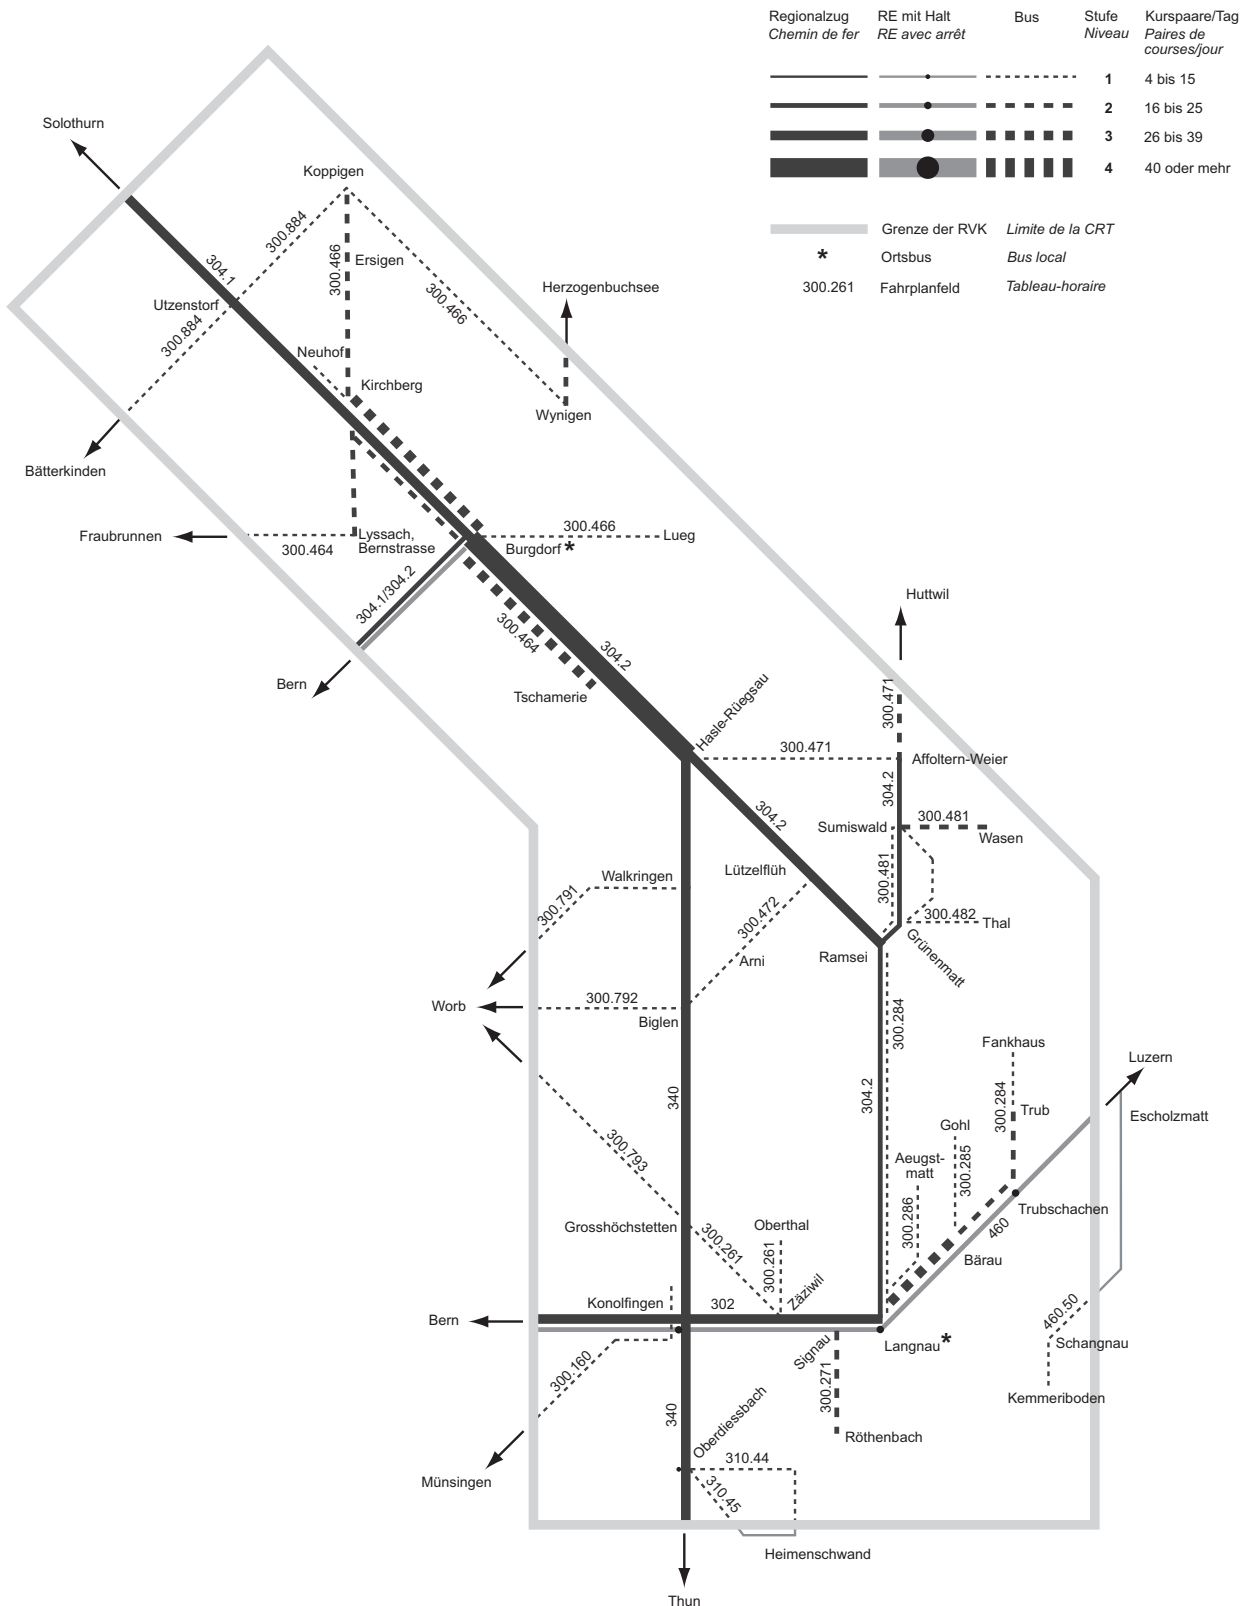 Regionalzug RE mit Halt Bus Stufe Kurspaare/Tag
Chemin de fer RE avec arrêt Niveau Paires de
courses/jour
1 4 bis 15
2 16 bis 25
3 26 bis 39
4 40 oder mehr
Grenze der RVK Limite de la CRT
* Ortsbus Bus local
300.261 Fahrplanfeld Tableau-horaire
Solothurn
Koppigen
300.884
300.466
Ersigen
304.1
Utzenstorf
300.466
Herzogenbuchsee
300.884
Neuhof
Kirchberg
Wynigen
Bätterkinden
Fraubrunnen
300.464
Lyssach,
Bernstrasse
300.466
Lueg
Burgdorf *
304.1/304.2
300.464
304.2
Bern
Tschamerie
Huttwil
Hasle-Rüegsau
300.471
300.471
Affoltern-Weier
304.2
304.2
Sumiswald
300.481
Wasen
Lützelflüh
300.481
Walkringen
300.791
300.472
300.482
Thal
Arni
Ramsei
Grünenmatt
Worb
300.792
Biglen
300.284
Fankhaus
Luzern
340
304.2
300.284
Trub
Escholzmatt
Gohl
300.285
300.793
Aeugst-
matt
300.286
Trubschachen
Grosshöchstetten
300.261
Oberthal
300.261
460
Bärau
Konolfingen
302
Zäziwil
Bern
460.50
Signau
Langnau *
Schangnau
300.160
300.271
Kemmeriboden
340
Oberdiessbach
Röthenbach
Münsingen
310.44
310.45
Heimenschwand
Thun